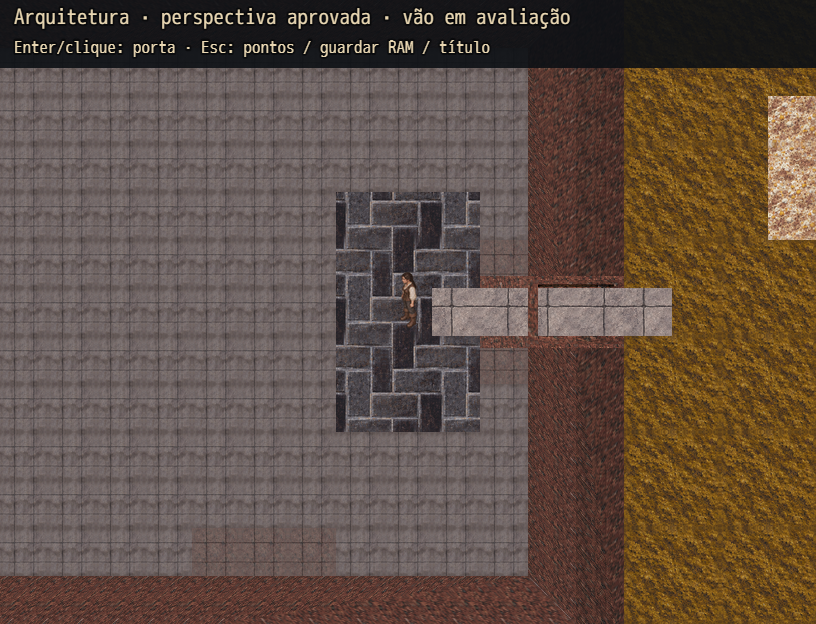 Arquitetura · perspectiva aprovada · vão em avaliação
Enter/clique: porta · Esc: pontos / guardar RAM / título